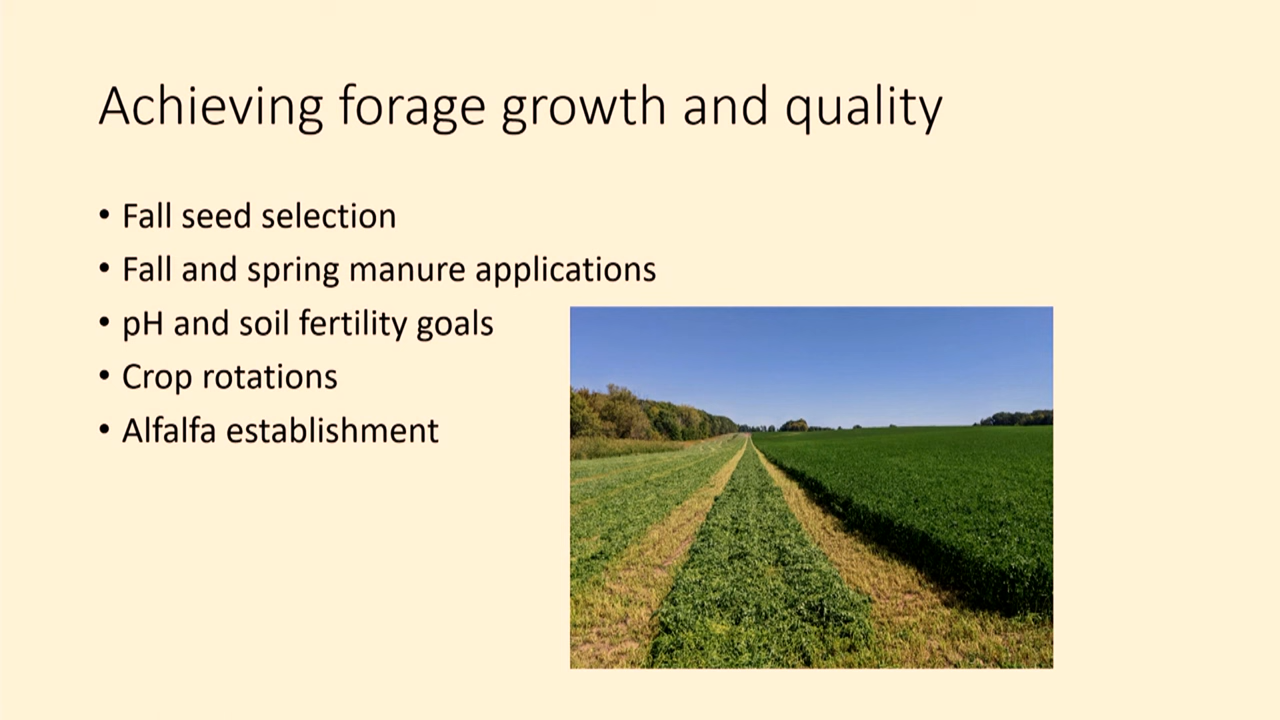 Achieving forage growth and quality
• Fall seed selection
• Fall and spring manure applications
• pH and soil fertility goals
• Crop rotations
• Alfalfa establishment